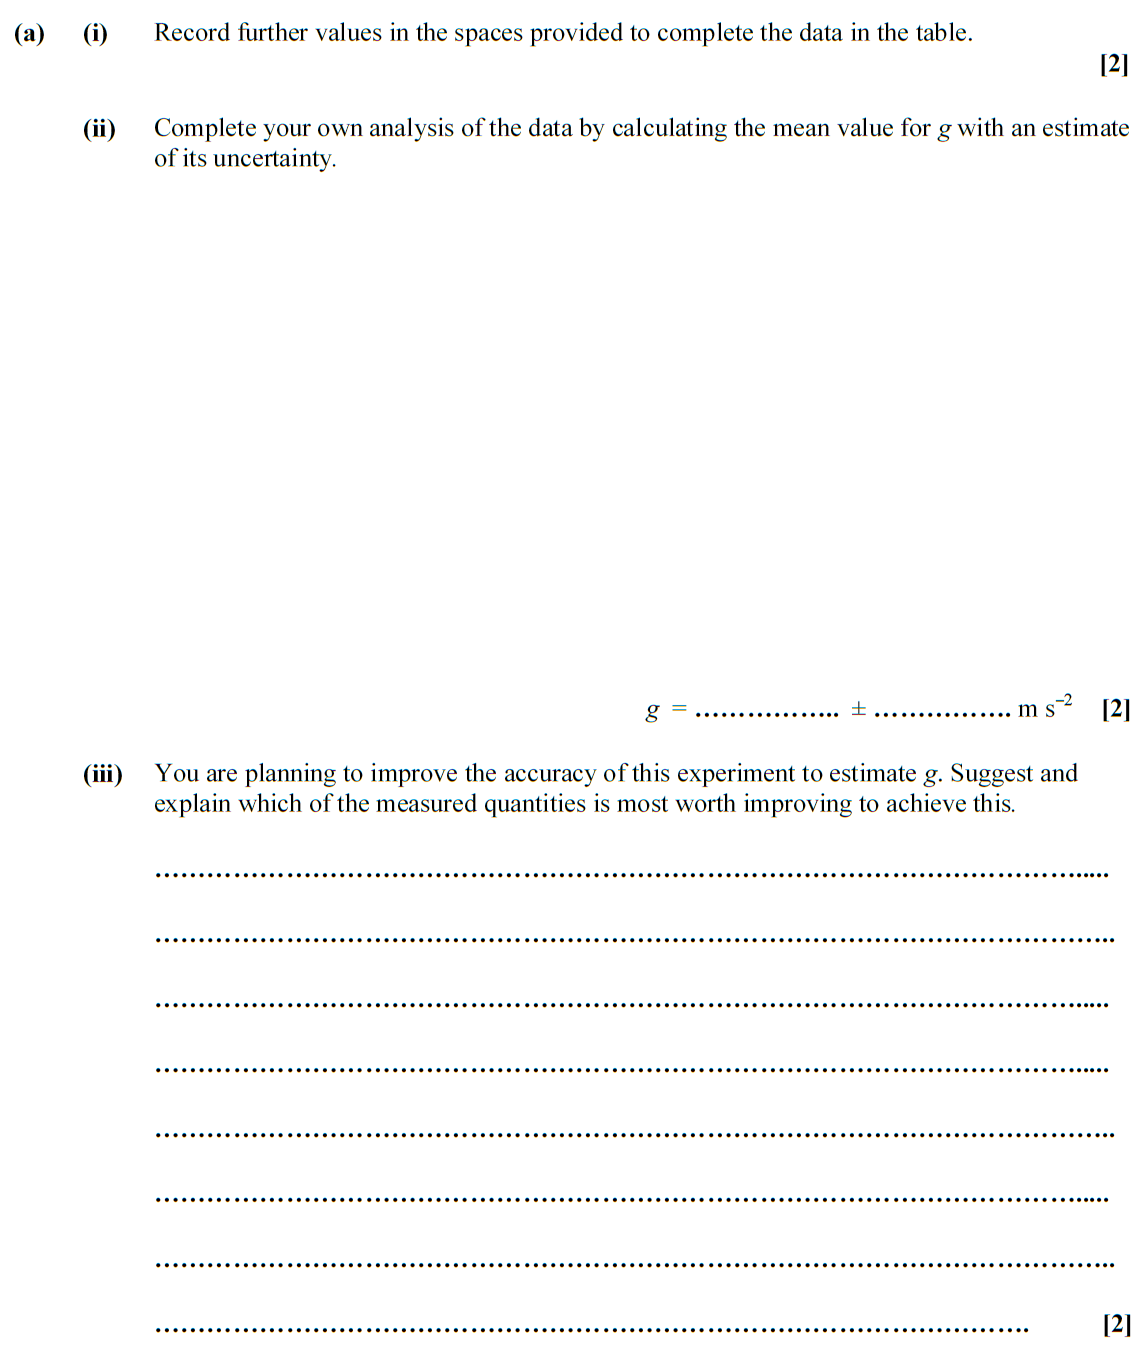 (a) (i) Record further values in the spaces provided to complete the data in the table.
[2]
(ii) Complete your own analysis of the data by calculating the mean value for g with an estimate
of its uncertainty.
g = ................. ± ................ m s⁻² [2]
(iii) You are planning to improve the accuracy of this experiment to estimate g. Suggest and
explain which of the measured quantities is most worth improving to achieve this.
[2]